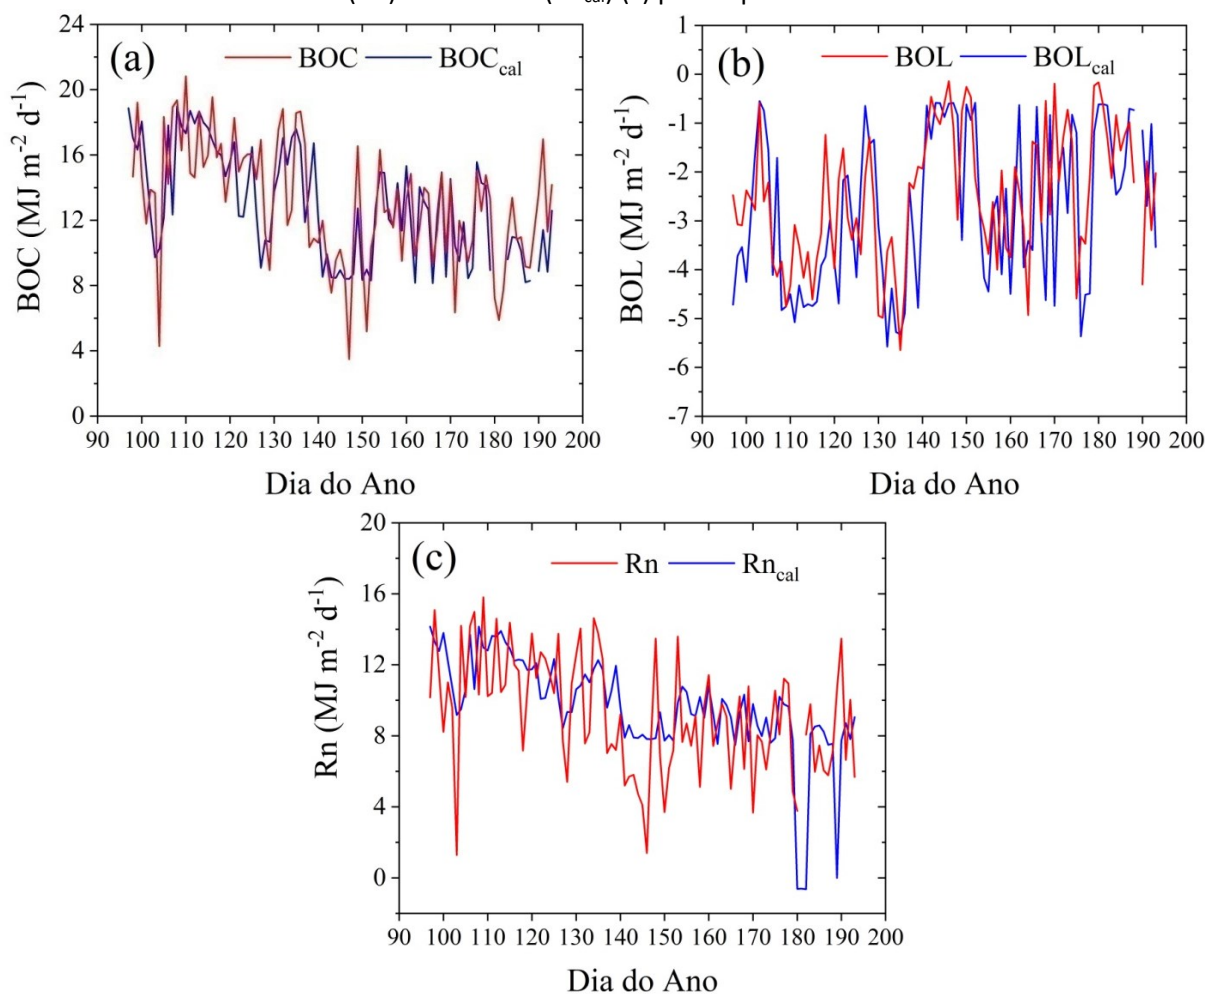 24
20
16
12
8
4
0
BOC (MJ m⁻² d⁻¹)
(a)
BOC BOC_cal
90 100 110 120 130 140 150 160 170 180 190 200
Dia do Ano
1
0
-1
-2
-3
-4
-5
-6
-7
BOL (MJ m⁻² d⁻¹)
(b)
BOL BOL_cal
90 100 110 120 130 140 150 160 170 180 190 200
Dia do Ano
20
16
12
8
4
0
Rn (MJ m⁻² d⁻¹)
(c)
Rn Rn_cal
90 100 110 120 130 140 150 160 170 180 190 200
Dia do Ano